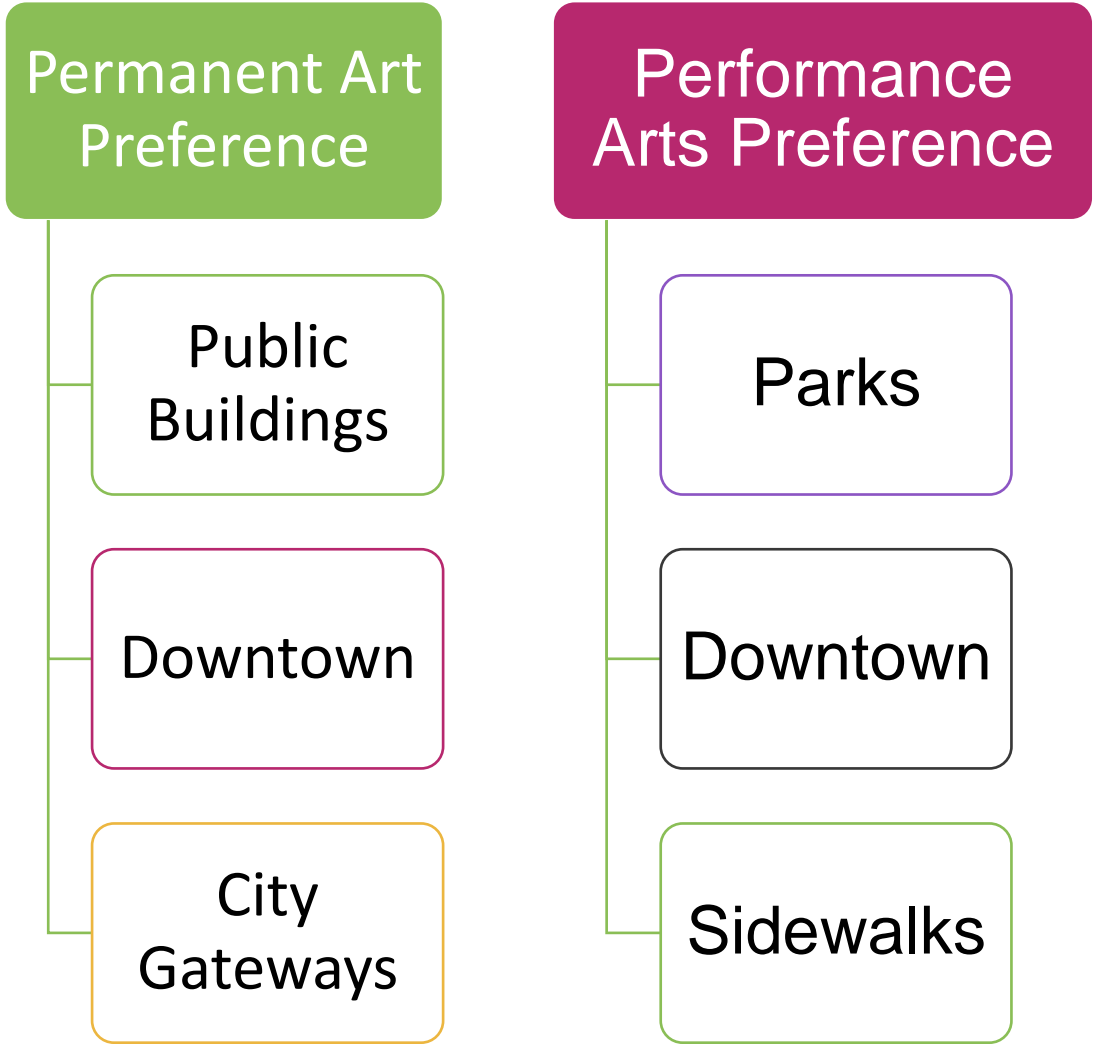 Permanent Art
Preference
Public
Buildings
Downtown
City
Gateways
Performance
Arts Preference
Parks
Downtown
Sidewalks